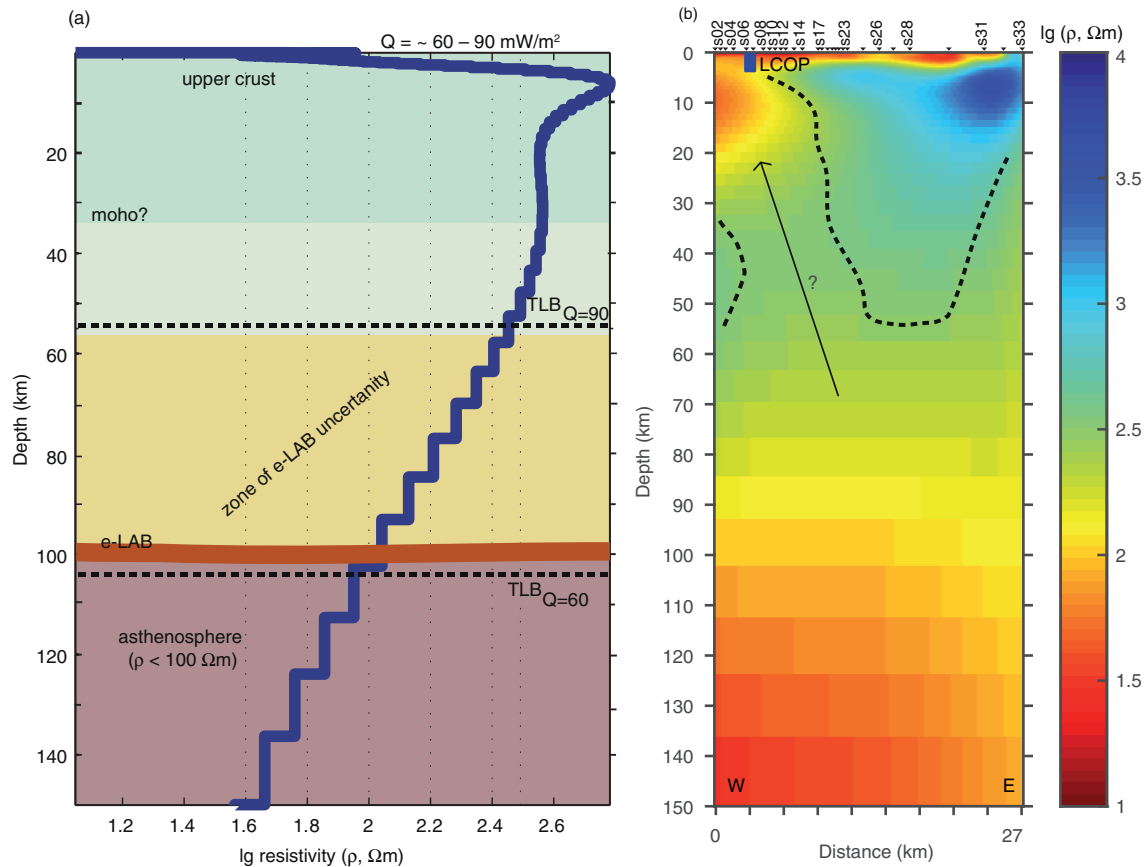 (a)
Q = ~ 60 – 90 mW/m²
upper crust
20
moho?
40
TLB Q=90
60
zone of e-LAB uncertanity
80
e-LAB
100
TLB Q=60
asthenosphere
(ρ < 100 Ωm)
120
140
Depth (km)
1.2 1.4 1.6 1.8 2 2.2 2.4 2.6
lg resistivity (ρ, Ωm)
(b)
s02 s04 s06 s08 s10 s12 s14 s17 s23 s26 s28 s31 s33
lg (ρ, Ωm)
LCOP
0
10
20
30
40
50
60
70
80
90
100
110
120
130
140
150
Depth (km)
?
W E
0 27
Distance (km)
4
3.5
3
2.5
2
1.5
1